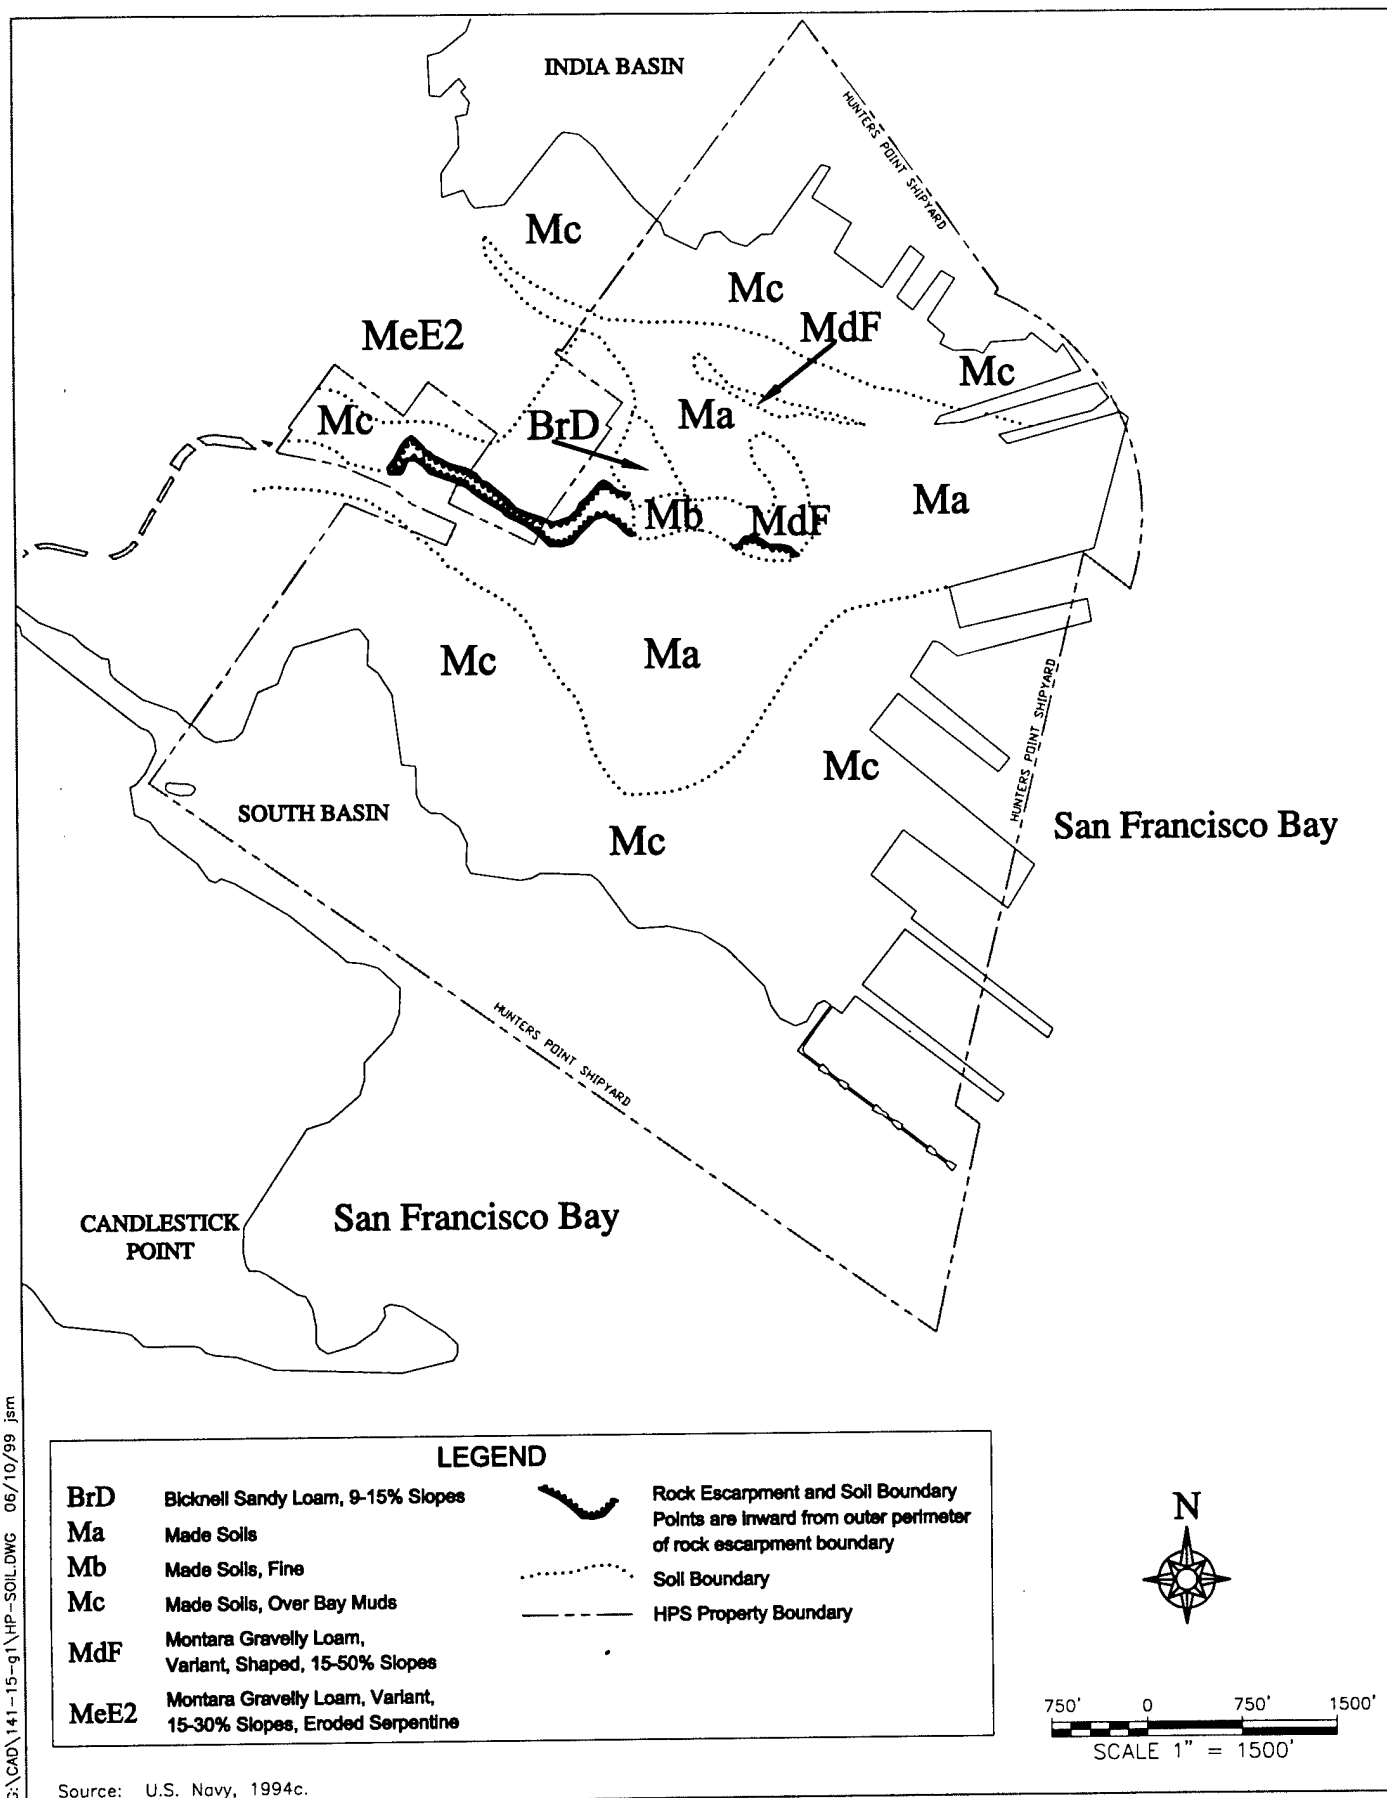 INDIA BASIN
HUNTERS POINT SHIPYARD
Mc
Mc
MdF
MeE2
Mc
Ma
Mc
BrD
Ma
Mb
MdF
Mc
Ma
HUNTERS POINT SHIPYARD
Mc
SOUTH BASIN
San Francisco Bay
Mc
HUNTERS POINT SHIPYARD
CANDLESTICK
POINT
San Francisco Bay
G:\CAD\141-15-g1\HP-SOIL.DWG 06/10/99 jsm
LEGEND
BrD Bicknell Sandy Loam, 9-15% Slopes
Ma Made Soils
Mb Made Soils, Fine
Mc Made Soils, Over Bay Muds
MdF Montara Gravelly Loam,
Variant, Shaped, 15-50% Slopes
MeE2 Montara Gravelly Loam, Variant,
15-30% Slopes, Eroded Serpentine
Rock Escarpment and Soil Boundary
Points are inward from outer perimeter
of rock escarpment boundary
Soil Boundary
HPS Property Boundary
N
750' 0 750' 1500'
SCALE 1" = 1500'
Source: U.S. Navy, 1994c.